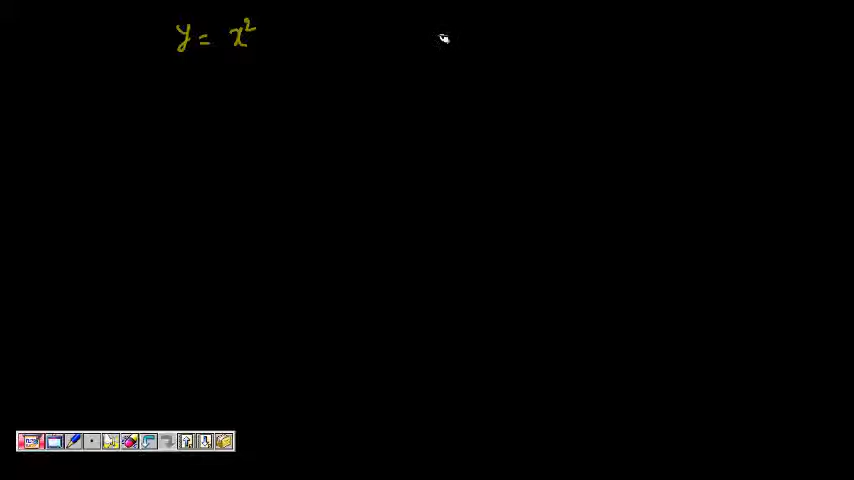 y = x²